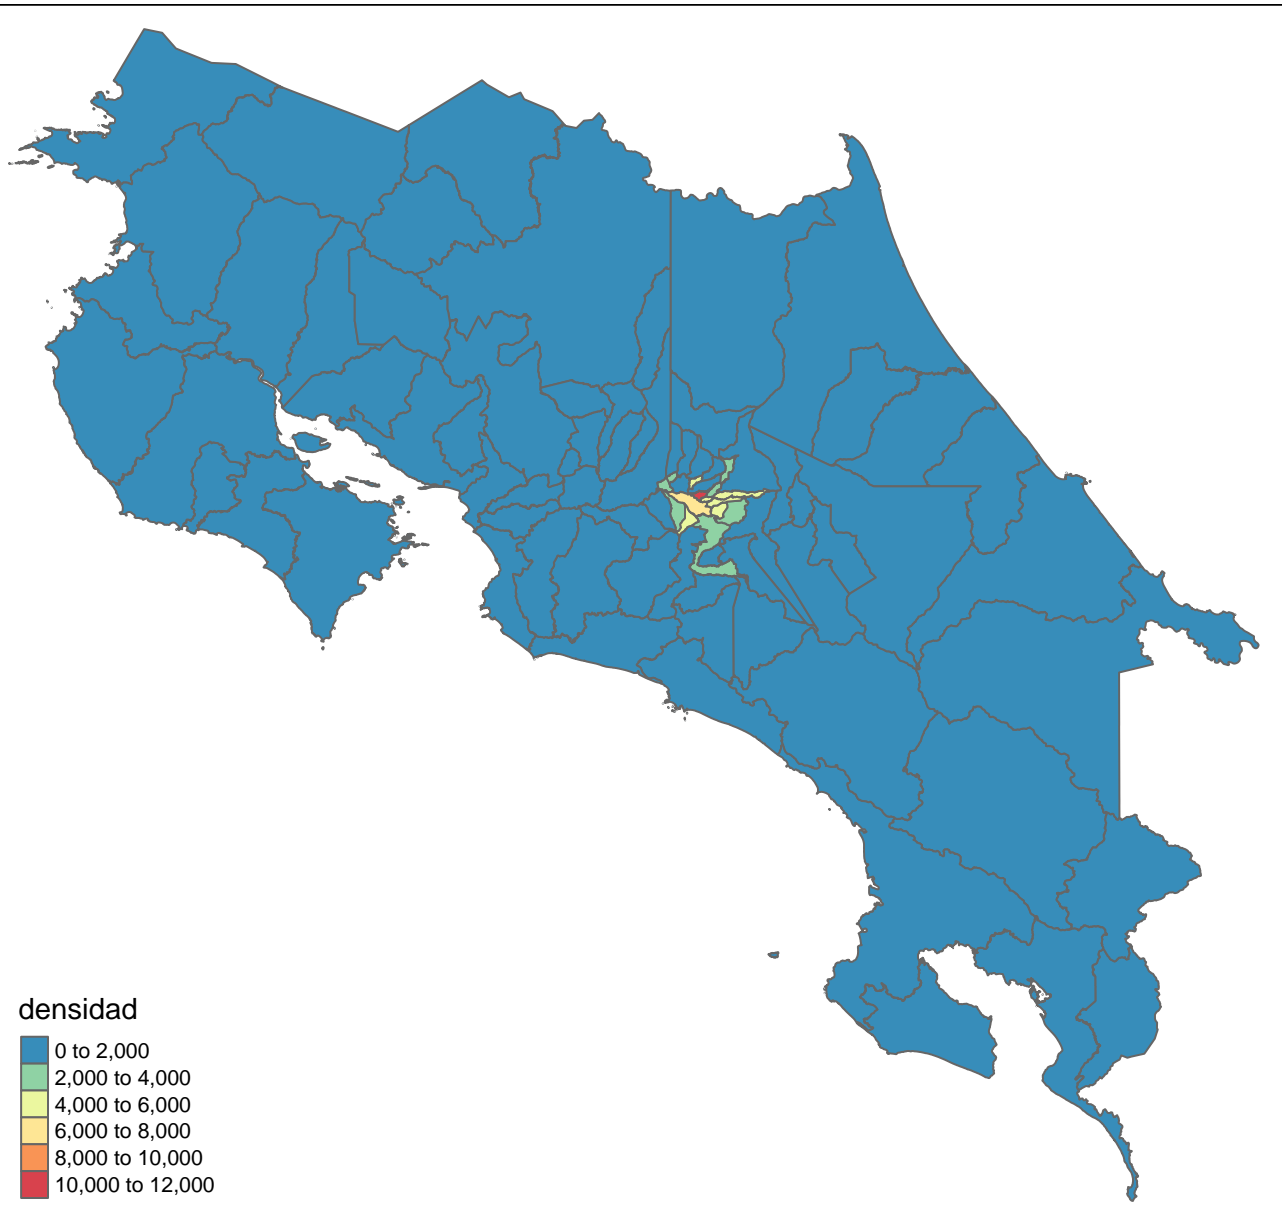 densidad
0 to 2,000
2,000 to 4,000
4,000 to 6,000
6,000 to 8,000
8,000 to 10,000
10,000 to 12,000